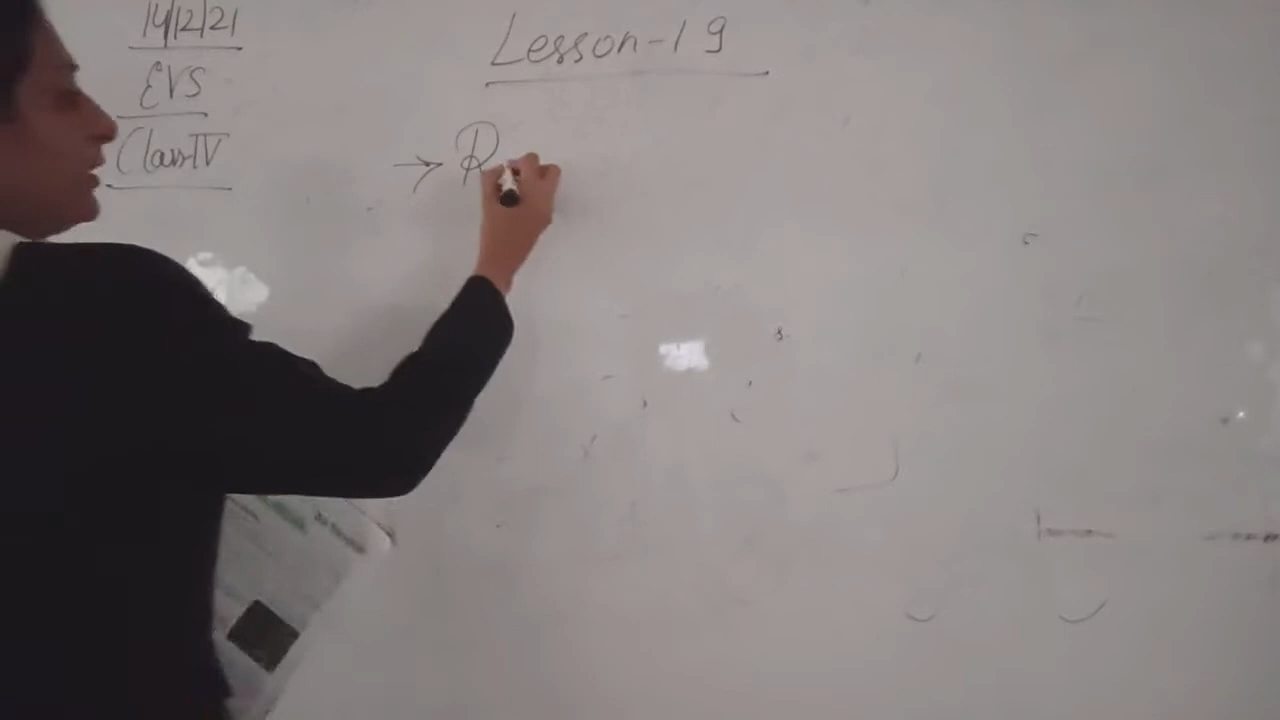 14/12/21
EVS
Class IV
Lesson-19
→ R